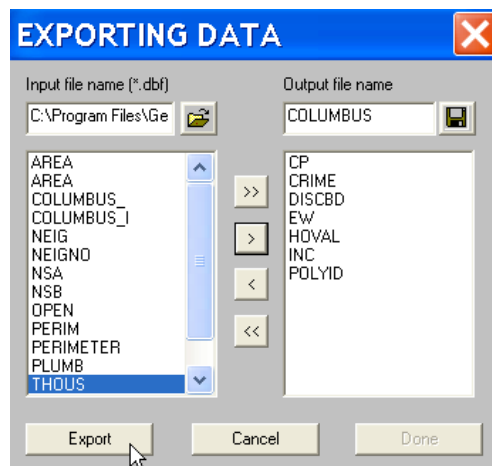 EXPORTING DATA
Input file name (*.dbf)
Output file name
C:\Program Files\Ge
COLUMBUS
AREA
AREA
COLUMBUS_
COLUMBUS_I
NEIG
NEIGNO
NSA
NSB
OPEN
PERIM
PERIMETER
PLUMB
THOUS
>>
>
<
<<
CP
CRIME
DISCBD
EW
HOVAL
INC
POLYID
Export
Cancel
Done